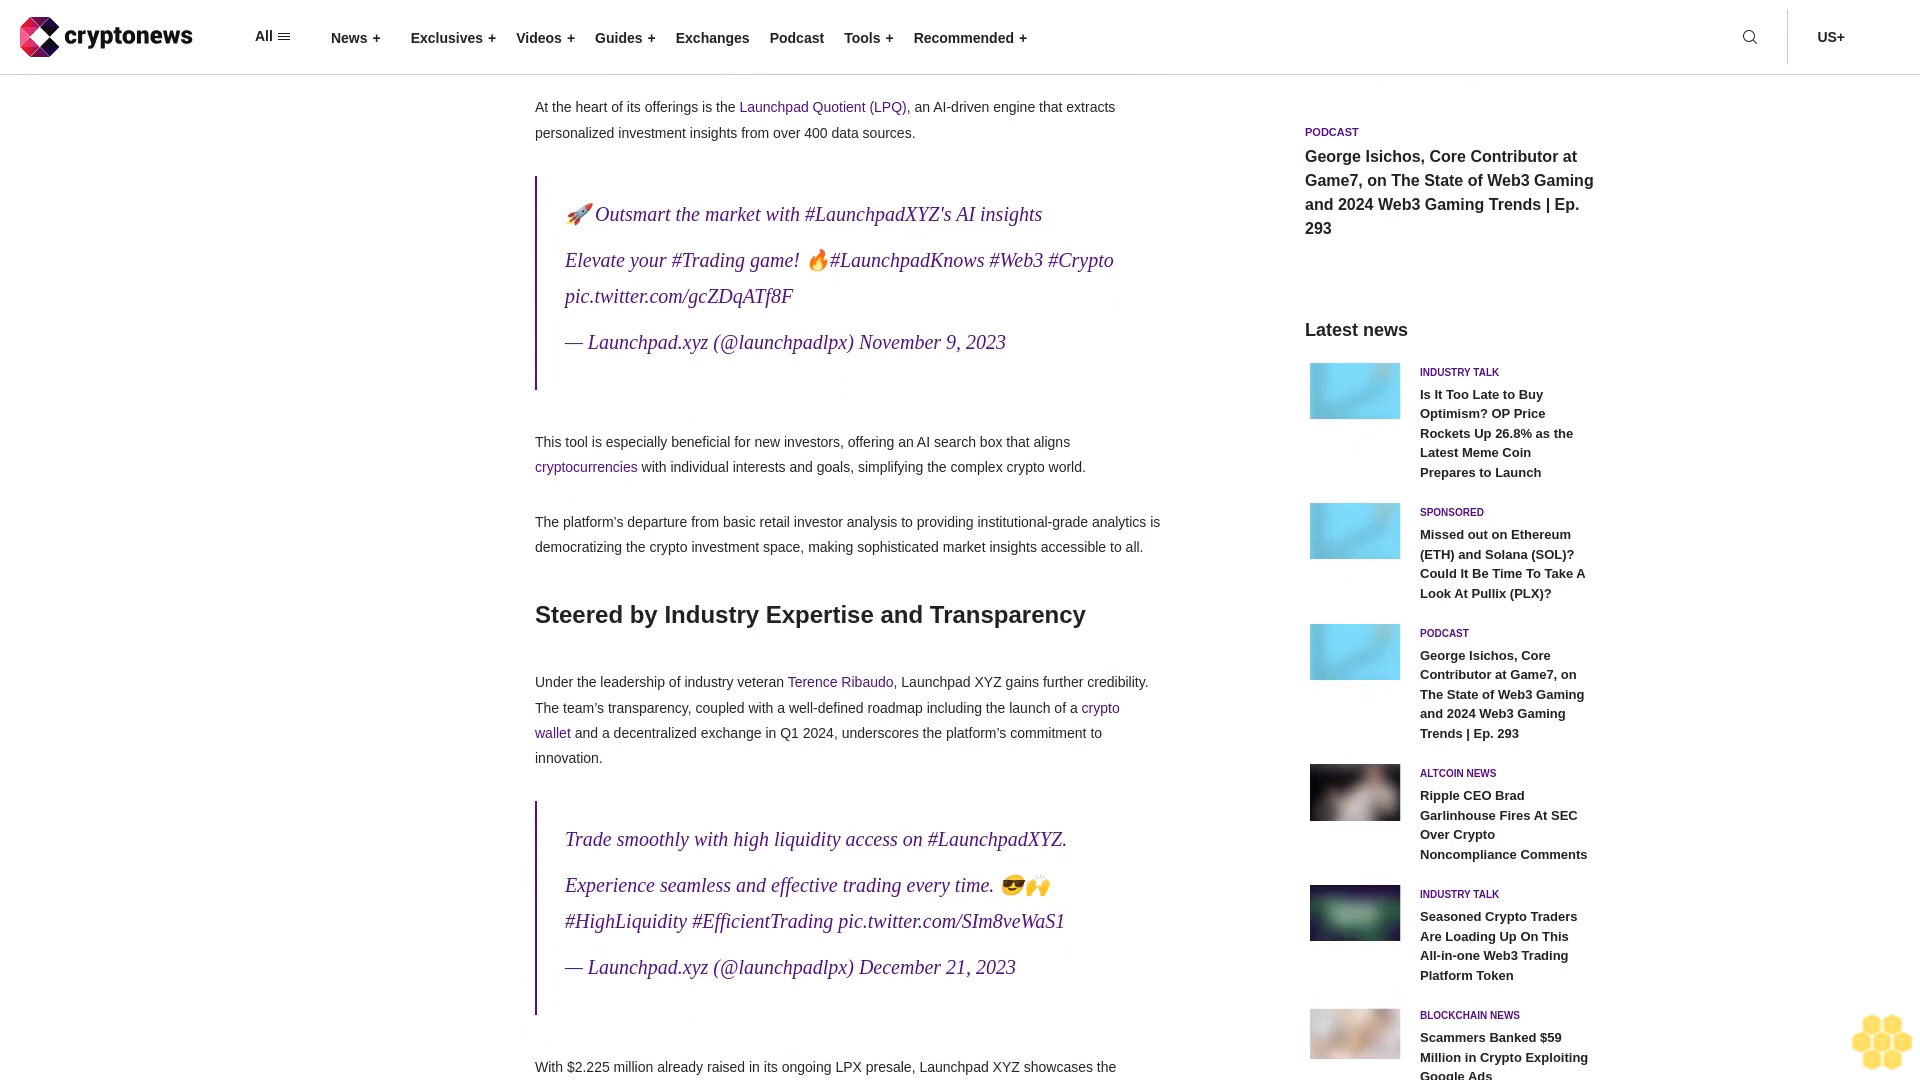 cryptonews
All
News +
Exclusives +
Videos +
Guides +
Exchanges
Podcast
Tools +
Recommended +
US+
At the heart of its offerings is the Launchpad Quotient (LPQ), an AI-driven engine that extracts
personalized investment insights from over 400 data sources.
🚀 Outsmart the market with #LaunchpadXYZ's AI insights
Elevate your #Trading game! 🔥#LaunchpadKnows #Web3 #Crypto
pic.twitter.com/gcZDqATf8F
— Launchpad.xyz (@launchpadlpx) November 9, 2023
This tool is especially beneficial for new investors, offering an AI search box that aligns
cryptocurrencies with individual interests and goals, simplifying the complex crypto world.
The platform’s departure from basic retail investor analysis to providing institutional-grade analytics is
democratizing the crypto investment space, making sophisticated market insights accessible to all.
Steered by Industry Expertise and Transparency
Under the leadership of industry veteran Terence Ribaudo, Launchpad XYZ gains further credibility.
The team’s transparency, coupled with a well-defined roadmap including the launch of a crypto
wallet and a decentralized exchange in Q1 2024, underscores the platform’s commitment to
innovation.
Trade smoothly with high liquidity access on #LaunchpadXYZ.
Experience seamless and effective trading every time. 😎🙌
#HighLiquidity #EfficientTrading pic.twitter.com/SIm8veWaS1
— Launchpad.xyz (@launchpadlpx) December 21, 2023
With $2.225 million already raised in its ongoing LPX presale, Launchpad XYZ showcases the
PODCAST
George Isichos, Core Contributor at
Game7, on The State of Web3 Gaming
and 2024 Web3 Gaming Trends | Ep.
293
Latest news
INDUSTRY TALK
Is It Too Late to Buy
Optimism? OP Price
Rockets Up 26.8% as the
Latest Meme Coin
Prepares to Launch
SPONSORED
Missed out on Ethereum
(ETH) and Solana (SOL)?
Could It Be Time To Take A
Look At Pullix (PLX)?
PODCAST
George Isichos, Core
Contributor at Game7, on
The State of Web3 Gaming
and 2024 Web3 Gaming
Trends | Ep. 293
ALTCOIN NEWS
Ripple CEO Brad
Garlinhouse Fires At SEC
Over Crypto
Noncompliance Comments
INDUSTRY TALK
Seasoned Crypto Traders
Are Loading Up On This
All-in-one Web3 Trading
Platform Token
BLOCKCHAIN NEWS
Scammers Banked $59
Million in Crypto Exploiting
Google Ads